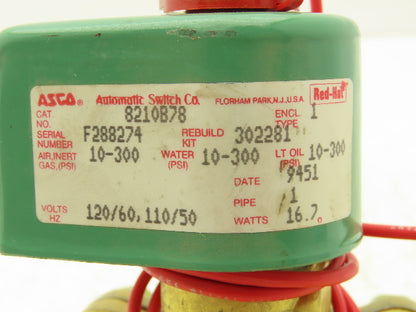 ASCO® Automatic Switch Co. FLORHAM PARK, N.J., U.S.A. Red-Hat
CAT. NO. 8210B78 ENCL. TYPE 1
SERIAL NUMBER F288274 REBUILD KIT 302281
AIR, INERT GAS, (PSI) 10-300 WATER (PSI) 10-300 LT OIL (PSI) 10-300
DATE 9451
PIPE 1
VOLTS HZ 120/60,110/50 WATTS 16.7